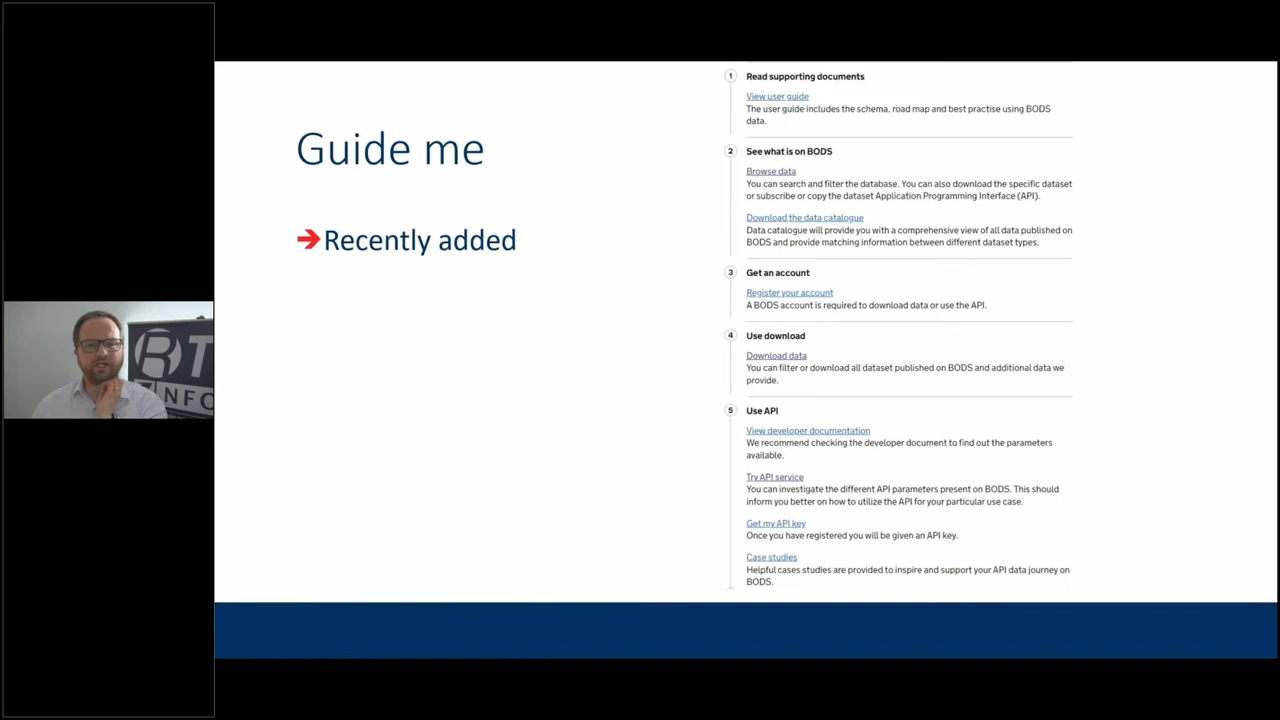 Guide me
➔Recently added
1 Read supporting documents
View user guide
The user guide includes the schema, road map and best practise using BODS
data.
2 See what is on BODS
Browse data
You can search and filter the database. You can also download the specific dataset
or subscribe or copy the dataset Application Programming Interface (API).
Download the data catalogue
Data catalogue will provide you with a comprehensive view of all data published on
BODS and provide matching information between different dataset types.
3 Get an account
Register your account
A BODS account is required to download data or use the API.
4 Use download
Download data
You can filter or download all dataset published on BODS and additional data we
provide.
5 Use API
View developer documentation
We recommend checking the developer document to find out the parameters
available.
Try API service
You can investigate the different API parameters present on BODS. This should
inform you better on how to utilize the API for your particular use case.
Get my API key
Once you have registered you will be given an API key.
Case studies
Helpful cases studies are provided to inspire and support your API data journey on
BODS.
RT
NFO